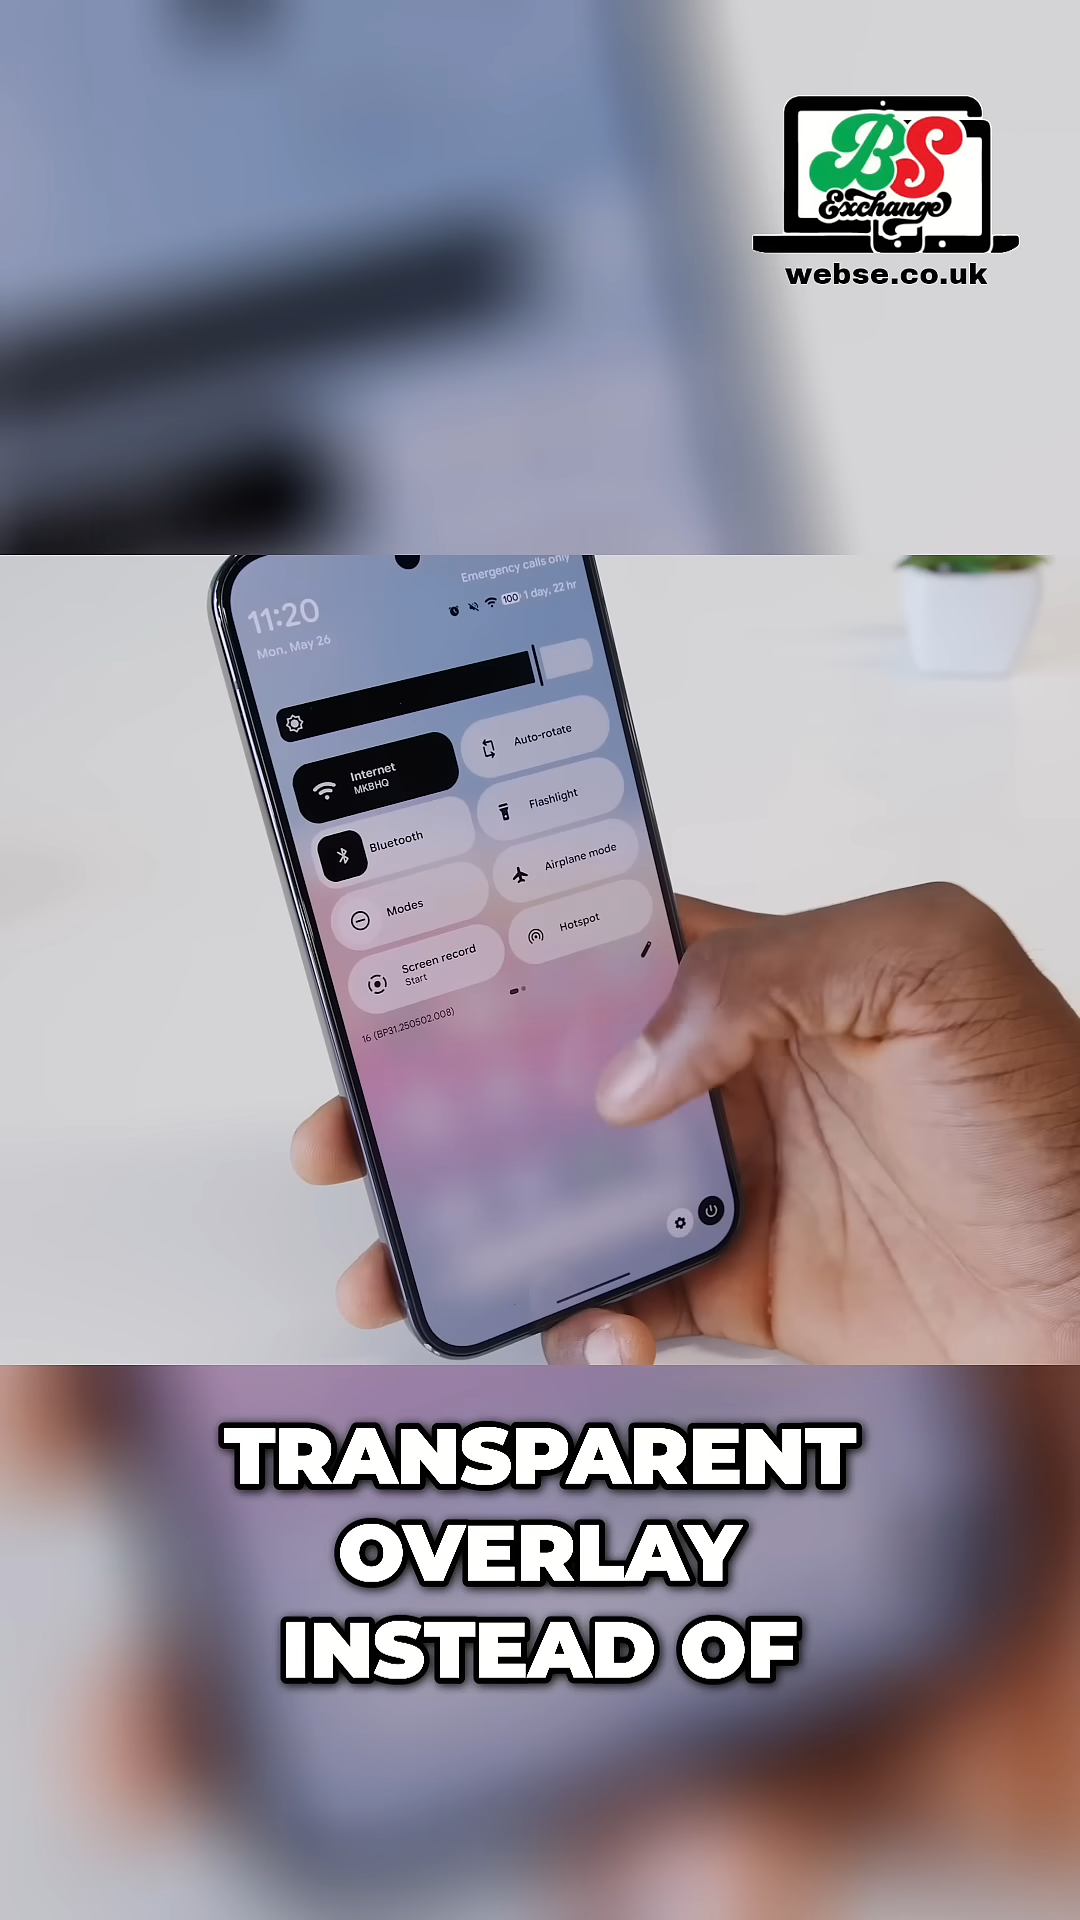 BS
Exchange
webse.co.uk
Emergency calls only
11:20
100 1 day, 22 hr
Mon, May 26
Auto-rotate
Internet
MKBHQ
Flashlight
Bluetooth
Airplane mode
Modes
Hotspot
Screen record
Start
16 (BP31.250502.008)
TRANSPARENT
OVERLAY
INSTEAD OF